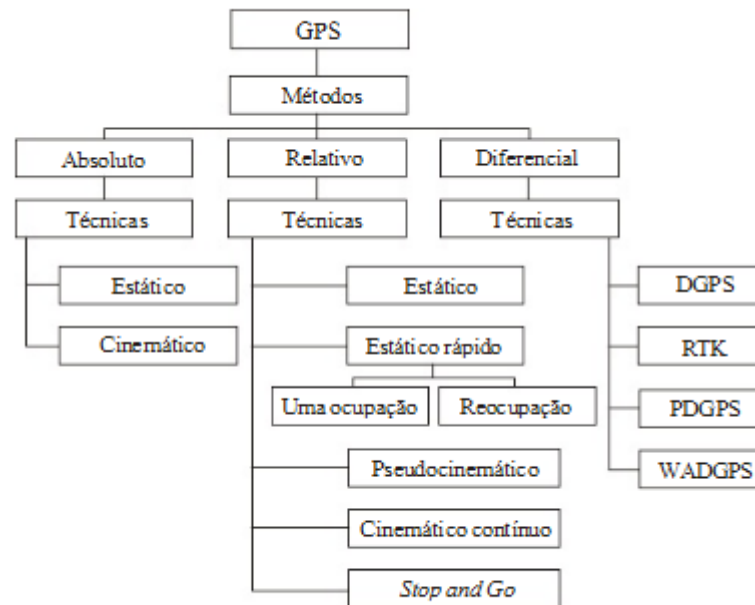 GPS
Métodos
Absoluto
Relativo
Diferencial
Técnicas
Técnicas
Técnicas
Estático
Cinemático
Estático
Estático rápido
Uma ocupação
Reocupação
Pseudocinemático
Cinemático contínuo
Stop and Go
DGPS
RTK
PDGPS
WADGPS